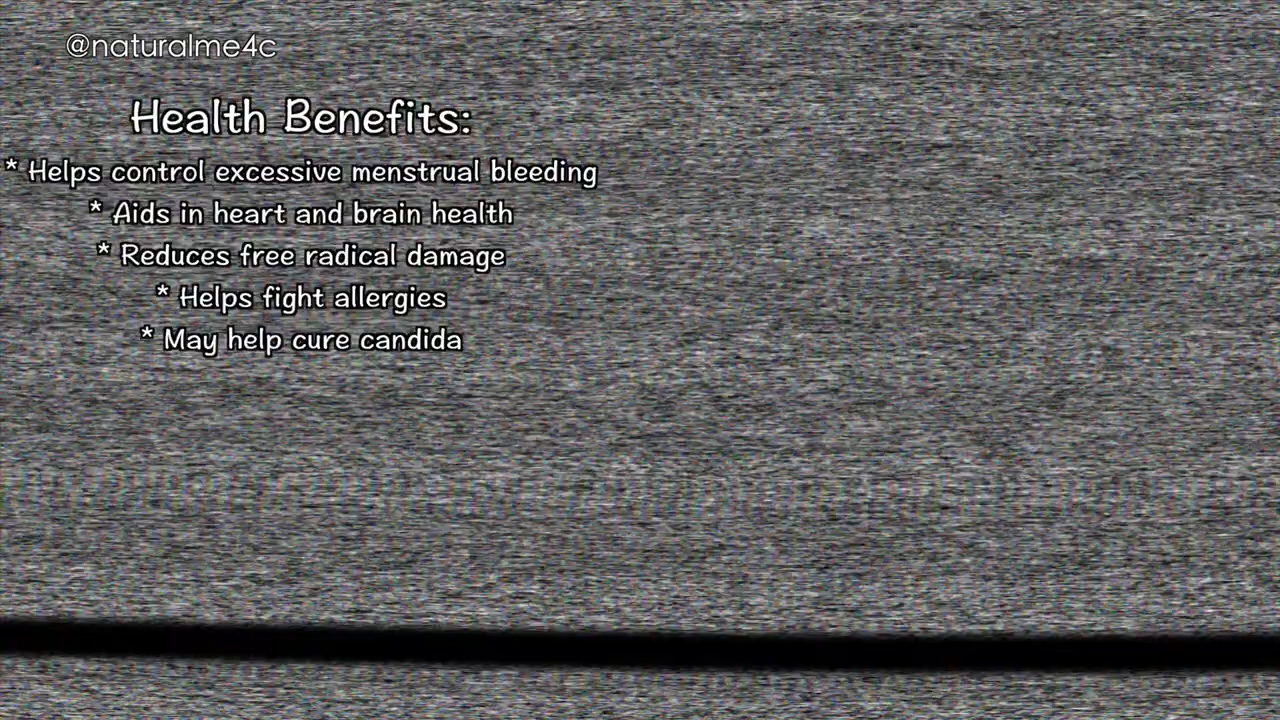 @naturalme4c
Health Benefits:
* Helps control excessive menstrual bleeding
* Aids in heart and brain health
* Reduces free radical damage
* Helps fight allergies
* May help cure candida